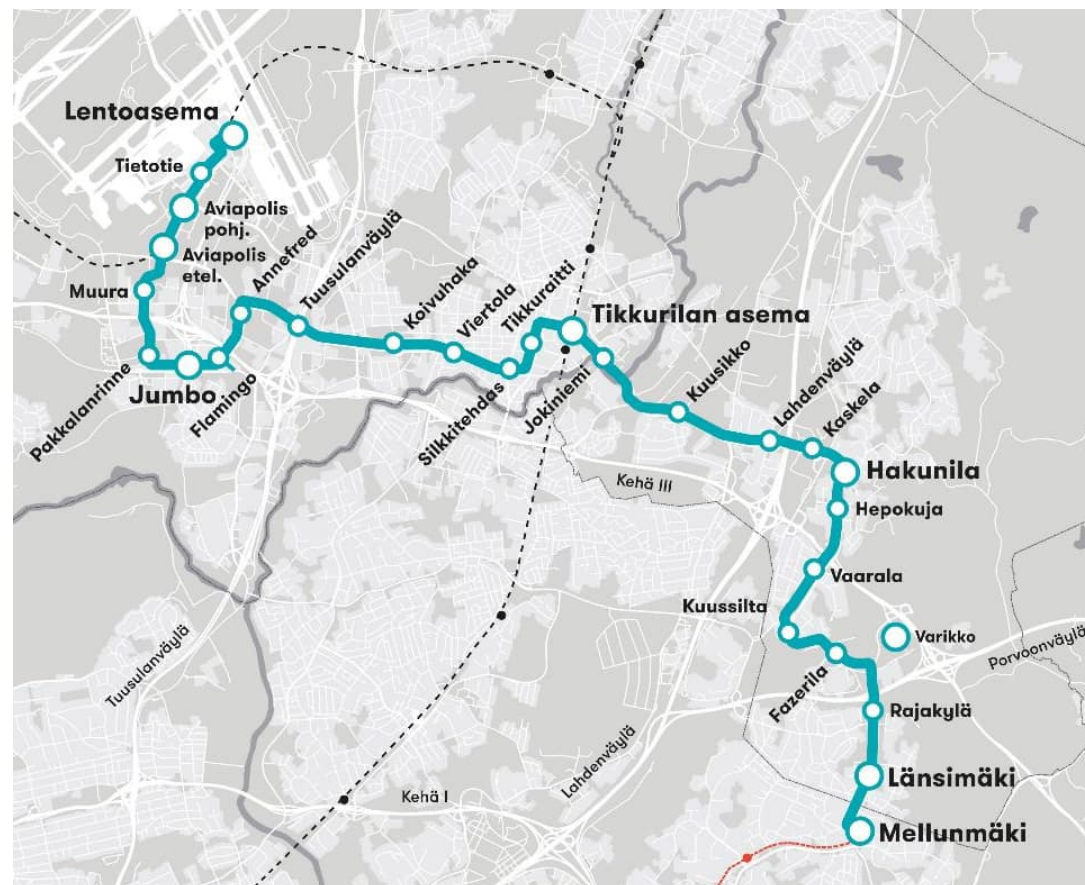 Lentoasema
Tietotie
Aviapolis
pohj.
Aviapolis
etel.
Muura
Pakkalanrinne
Jumbo
Flamingo
Annefred
Tuusulanväylä
Koivuhaka
Viertola
Silkkitehdas
Tikkuraitti
Tikkurilan asema
Jokiniemi
Kuusikko
Lahdenväylä
Kaskela
Hakunila
Kehä III
Hepokuja
Vaarala
Kuussilta
Varikko
Porvoonväylä
Fazerila
Tuusulanväylä
Rajakylä
Lahdenväylä
Länsimäki
Kehä I
Mellunmäki